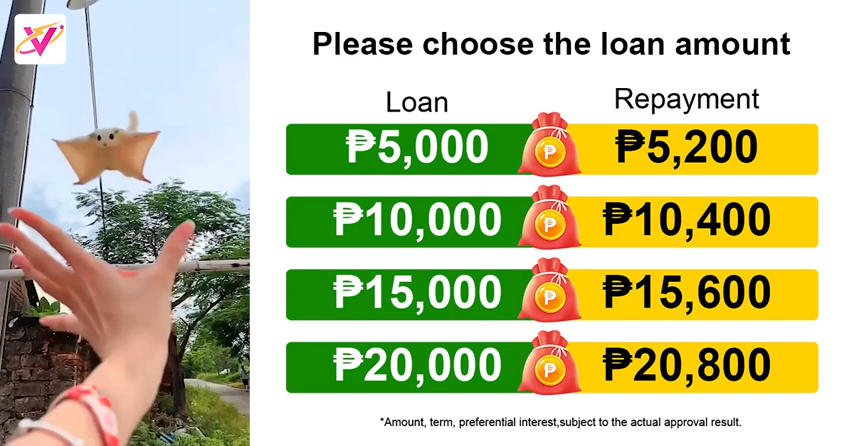 Please choose the loan amount
Loan
Repayment
₱5,000
₱5,200
₱10,000
₱10,400
₱15,000
₱15,600
₱20,000
₱20,800
*Amount, term, preferential interest,subject to the actual approval result.